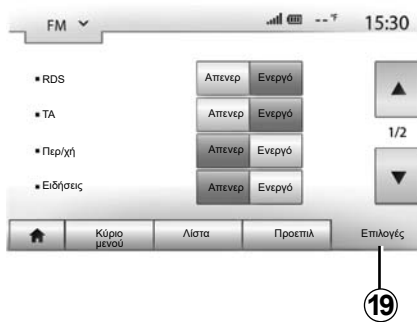 FM -- °F 15:30
RDS Απενερ Ενεργό
TA Απενερ Ενεργό
1/2
Περ/χή Απενερ Ενεργό
Ειδήσεις Απενερ Ενεργό
Κύριο μενού Λίστα Προεπιλ Επιλογές
19